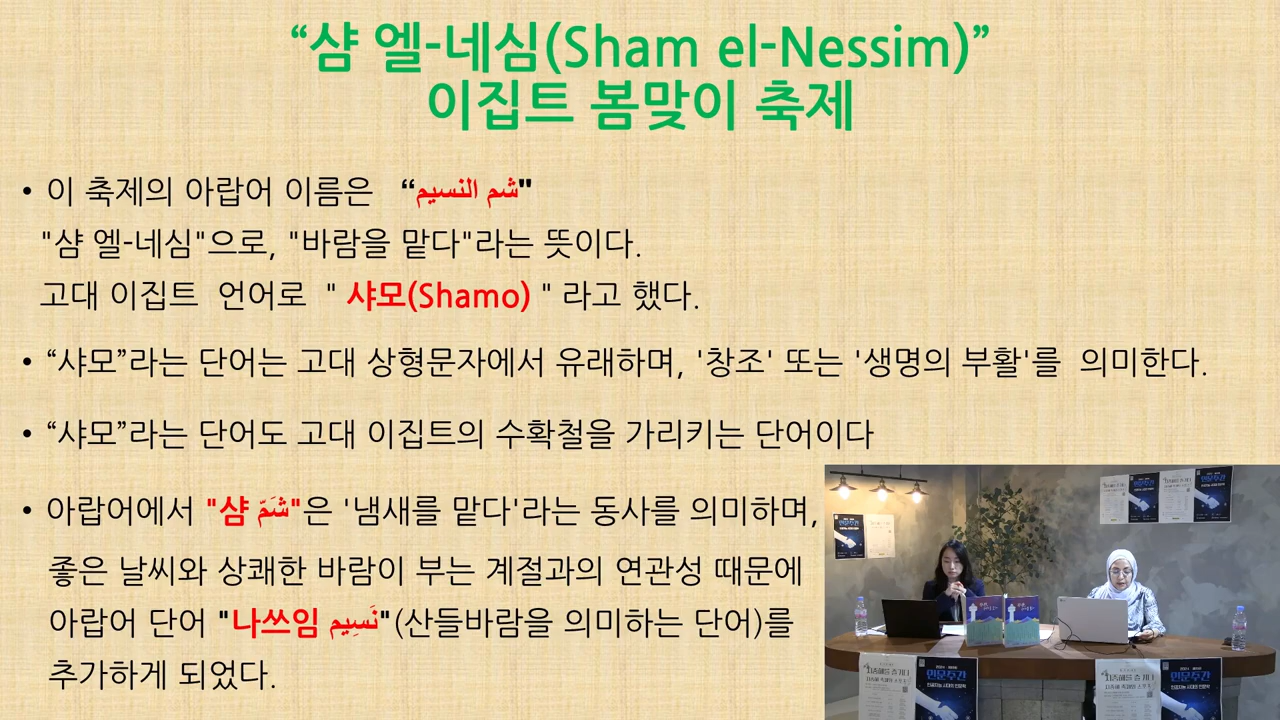 “샴 엘-네심(Sham el-Nessim)”
이집트 봄맞이 축제
• 이 축제의 아랍어 이름은 “شم النسيم"
"샴 엘-네심"으로, "바람을 맡다"라는 뜻이다.
고대 이집트 언어로 " 샤모(Shamo) " 라고 했다.
• “샤모”라는 단어는 고대 상형문자에서 유래하며, '창조' 또는 '생명의 부활'를 의미한다.
• “샤모”라는 단어도 고대 이집트의 수확철을 가리키는 단어이다
• 아랍어에서 "샴 شَمّ"은 '냄새를 맡다'라는 동사를 의미하며,
좋은 날씨와 상쾌한 바람이 부는 계절과의 연관성 때문에
아랍어 단어 "나쓰임 نَسِيم"(산들바람을 의미하는 단어)를
추가하게 되었다.
인문주간
인문주간